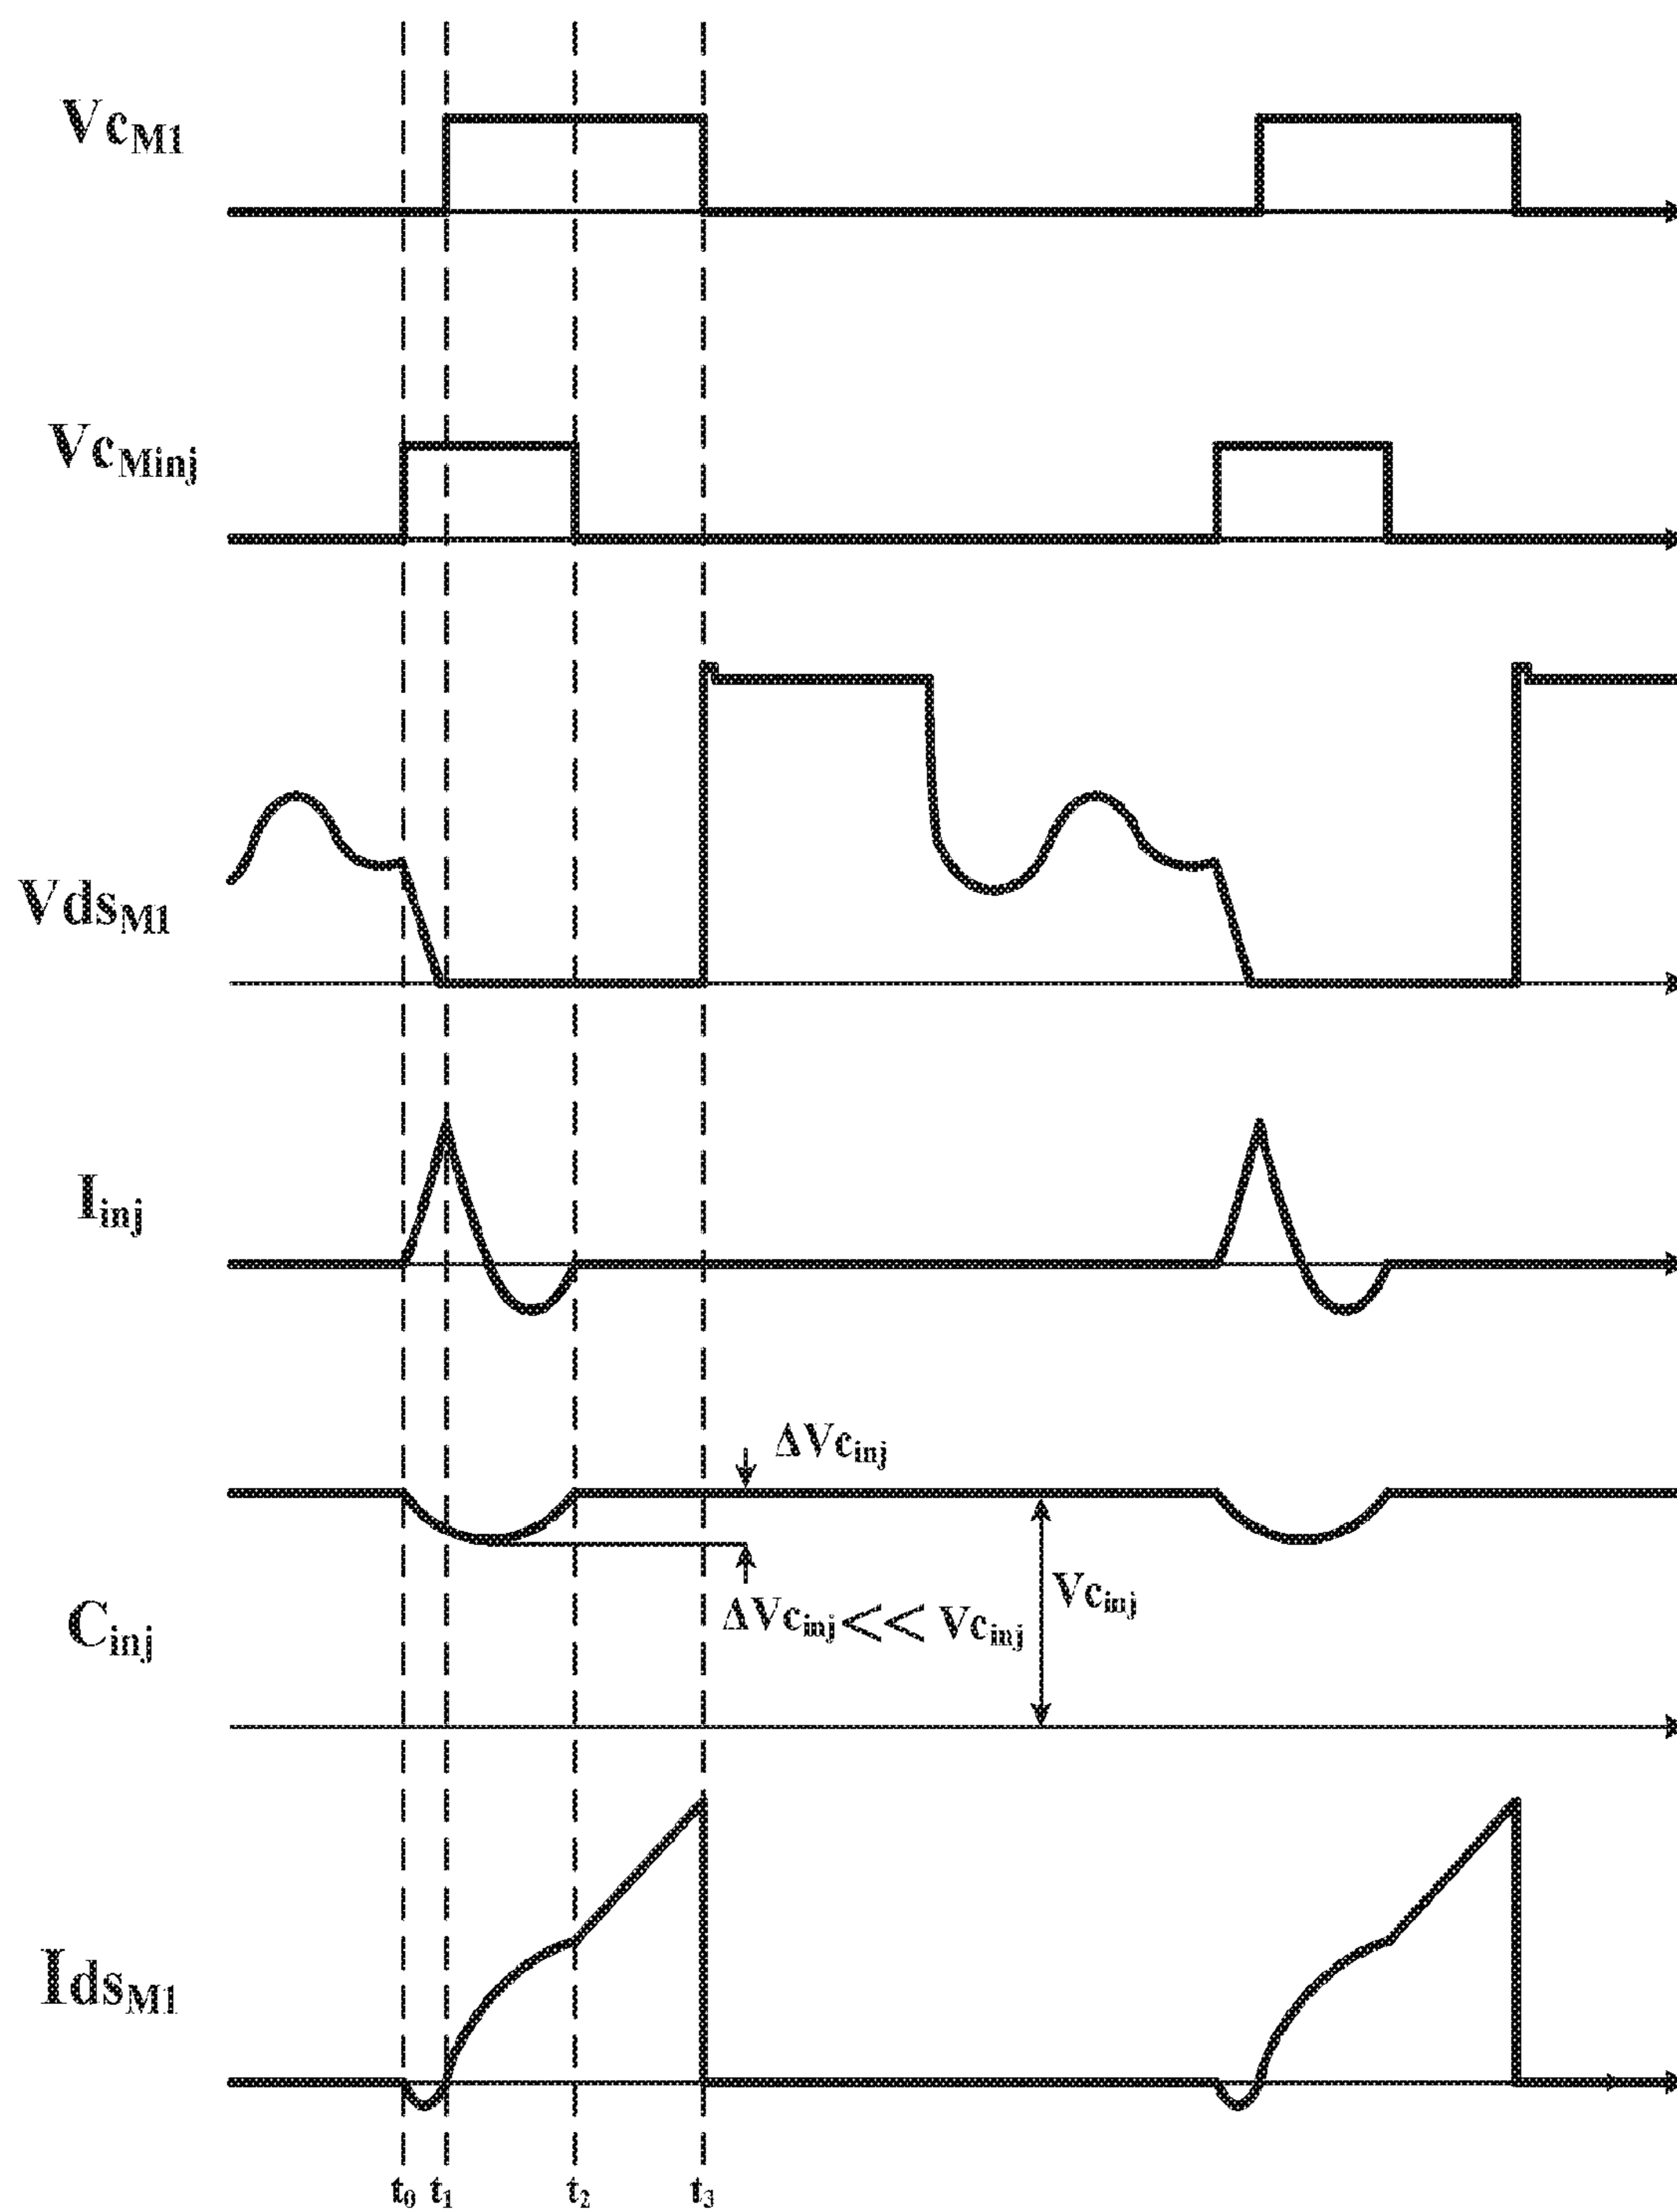 Vc_M1
Vc_Minj
Vds_M1
I_inj
ΔVc_inj
C_inj
ΔVc_inj<< Vc_inj
Vc_inj
Ids_M1
t_0 t_1 t_2 t_3